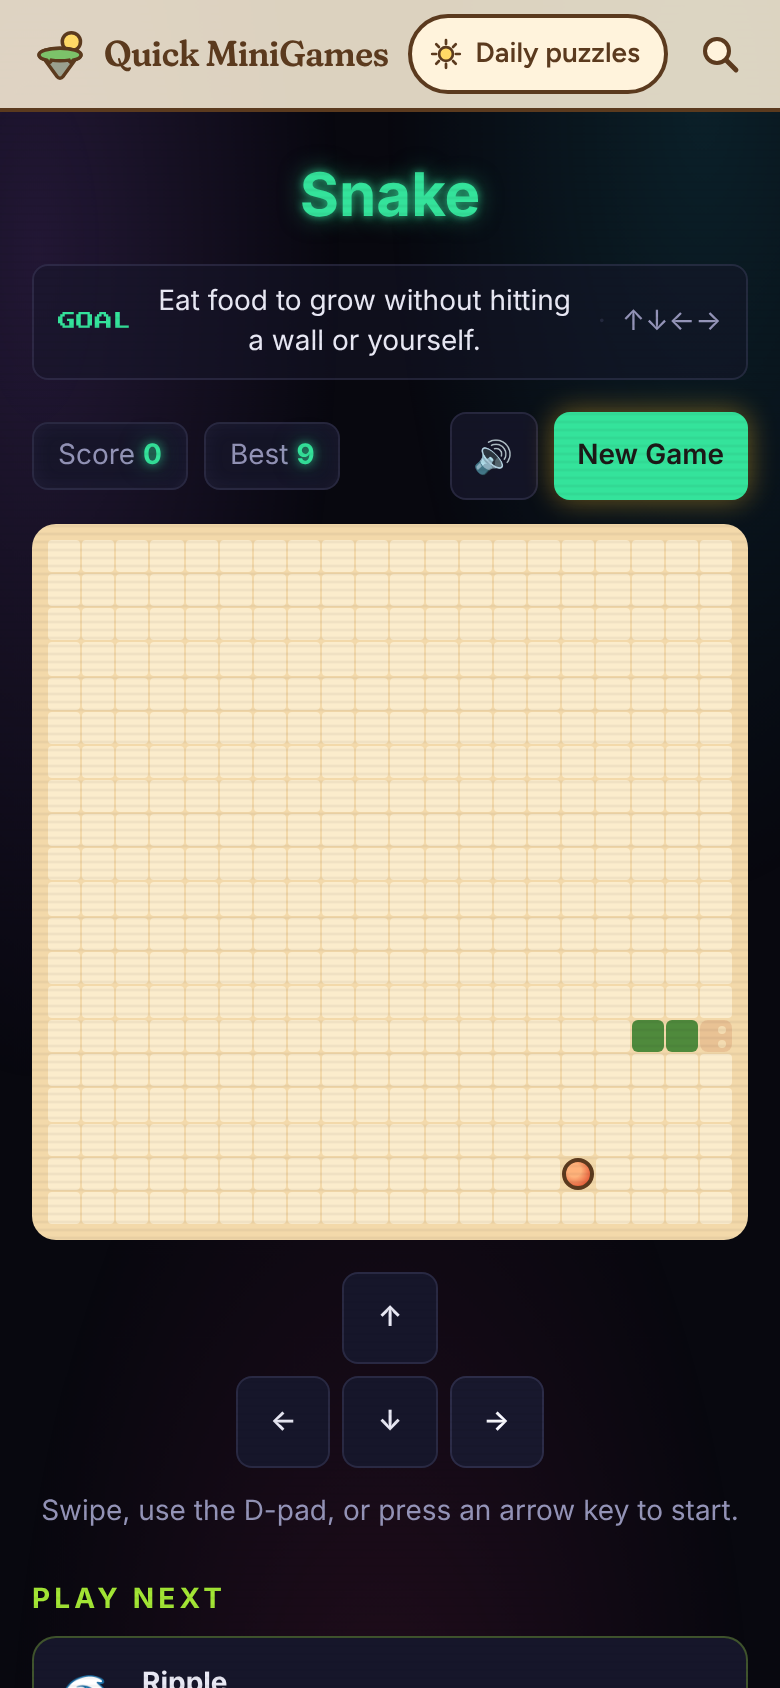 Quick MiniGames
Daily puzzles
Snake
GOAL
Eat food to grow without hitting
a wall or yourself.
· ↑↓←→
Score 0
Best 9
New Game
↑
← ↓ →
Swipe, use the D-pad, or press an arrow key to start.
PLAY NEXT
Ripple